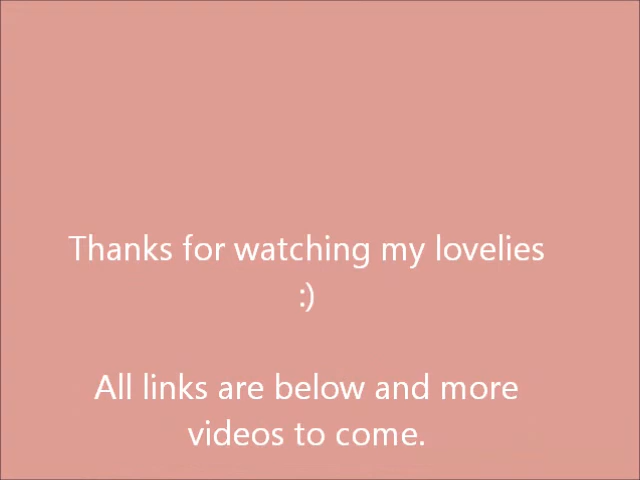 Thanks for watching my lovelies
:)
All links are below and more
videos to come.